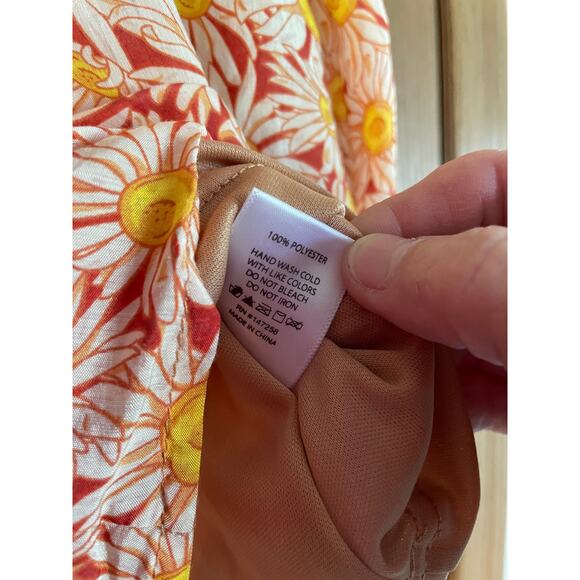 100% POLYESTER
HAND WASH COLD
WITH LIKE COLORS
DO NOT BLEACH
DO NOT IRON
RN #147258
MADE IN CHINA